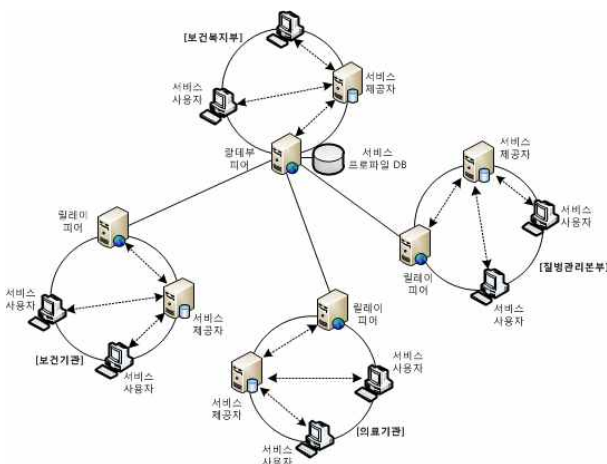 [보건복지부]
서비스
사용자
서비스
제공자
랑데부
피어
서비스
프로파일 DB
서비스
제공자
릴레이
피어
서비스
사용자
릴레이
피어
[질병관리본부]
서비스
사용자
서비스
사용자
서비스
제공자
[보건기관]
서비스
사용자
릴레이
피어
서비스
제공자
서비스
사용자
[의료기관]
서비스
사용자